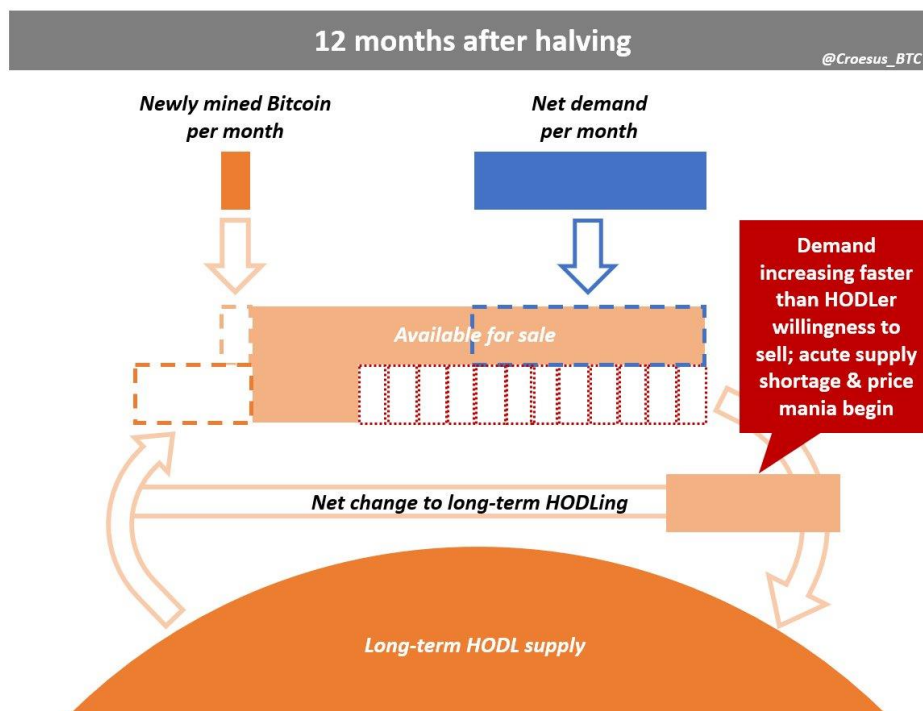 12 months after halving
@Croesus_BTC
Newly mined Bitcoin
per month
Net demand
per month
Demand
increasing faster
than HODLer
willingness to
sell; acute supply
shortage & price
mania begin
Available for sale
Net change to long-term HODLing
Long-term HODL supply